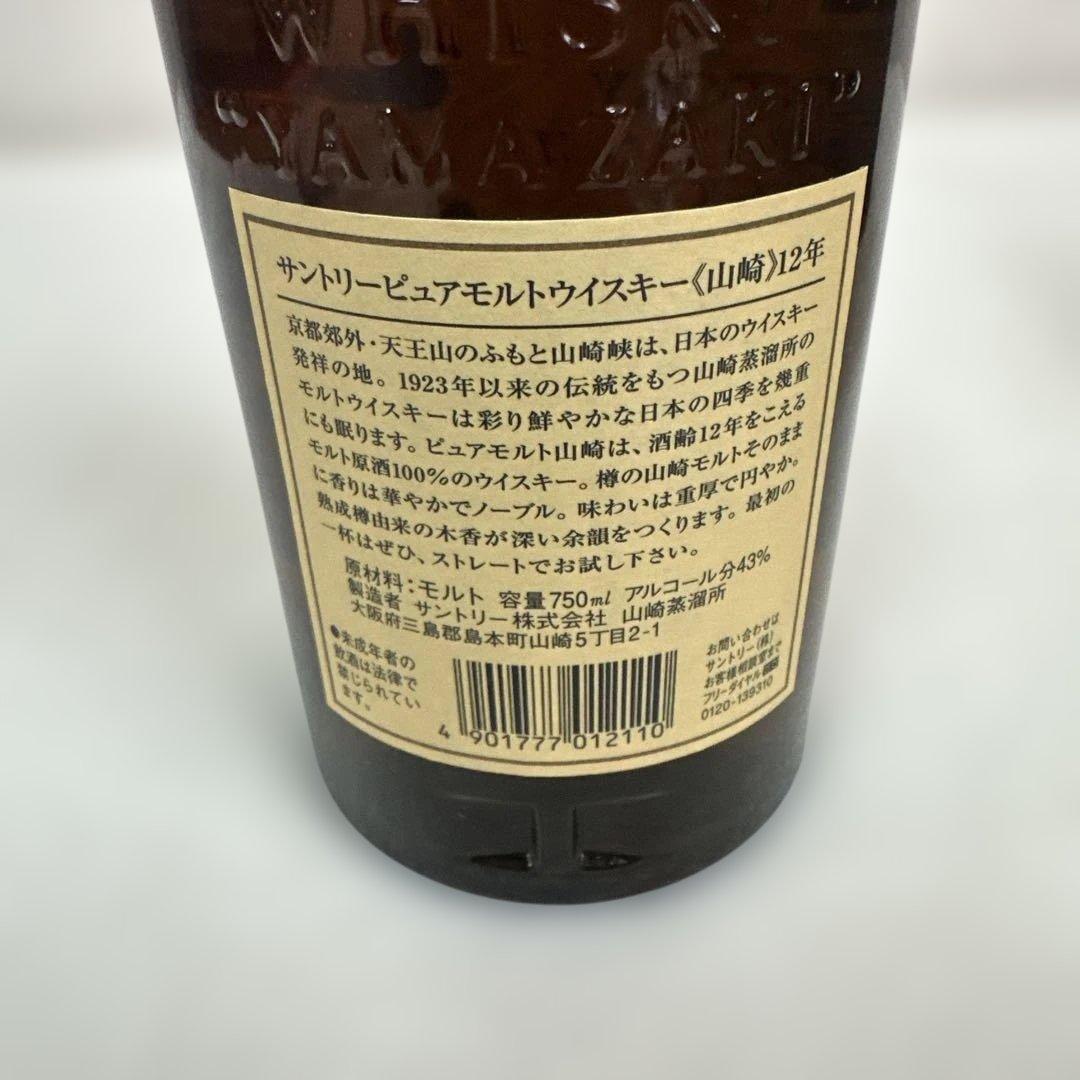 WHISKY
"YAMAZAKI"
サントリーピュアモルトウイスキー《山崎》12年
京都郊外・天王山のふもと山崎峡は、日本のウイスキー
発祥の地。1923年以来の伝統をもつ山崎蒸溜所の
モルトウイスキーは彩り鮮やかな日本の四季を幾重
にも眠ります。ピュアモルト山崎は、酒齢12年をこえる
モルト原酒100%のウイスキー。樽の山崎モルトそのまま
に香りは華やかでノーブル。味わいは重厚で円やか。
熟成樽由来の木香が深い余韻をつくります。最初の
一杯はぜひ、ストレートでお試し下さい。
原材料：モルト 容量750ml アルコール分43%
製造者 サントリー株式会社 山崎蒸溜所
大阪府三島郡島本町山崎5丁目2-1
●未成年者の
飲酒は法律で
禁じられてい
ます。
4 901777 012110
お問い合わせは
サントリー(株)
お客様相談室まで
フリーダイヤル
0120-139310